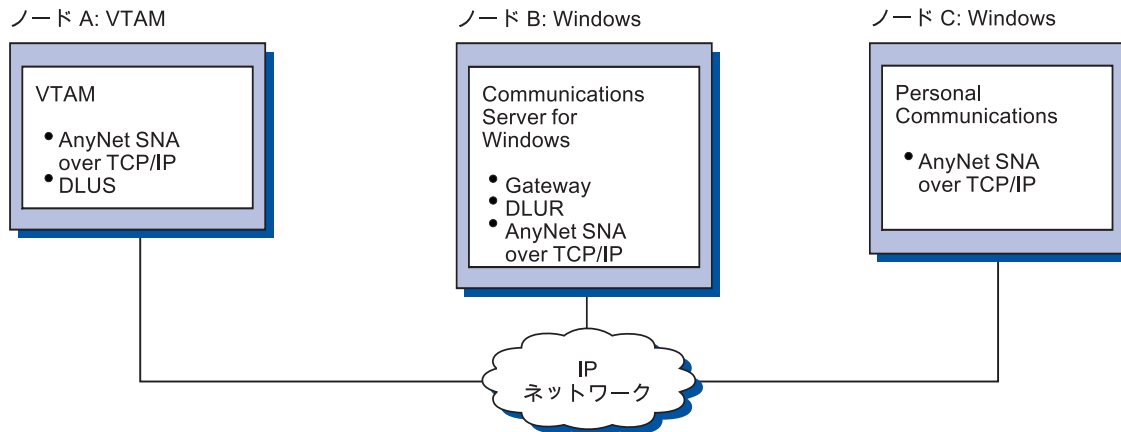 ノード A: VTAM
VTAM
• AnyNet SNA
over TCP/IP
• DLUS
ノード B: Windows
Communications
Server for
Windows
• Gateway
• DLUR
• AnyNet SNA
over TCP/IP
ノード C: Windows
Personal
Communications
• AnyNet SNA
over TCP/IP
IP
ネットワーク